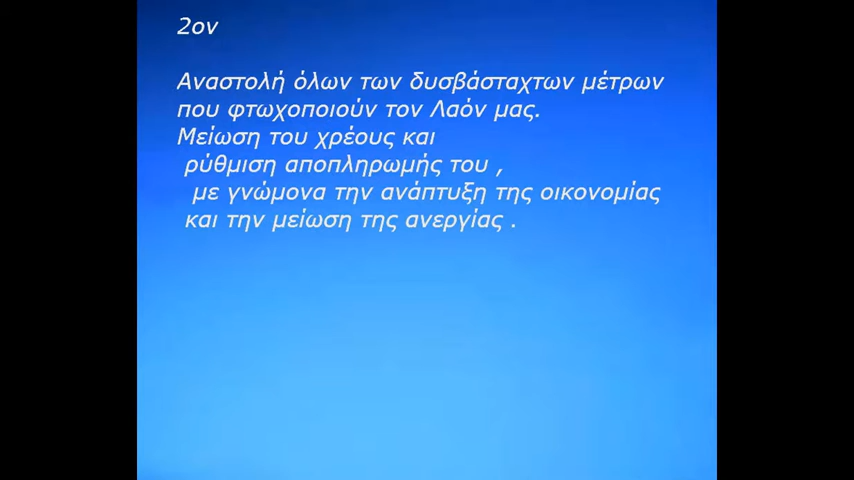 2ον
Αναστολή όλων των δυσβάσταχτων μέτρων
που φτωχοποιούν τον Λαόν μας.
Μείωση του χρέους και
ρύθμιση αποπληρωμής του ,
με γνώμονα την ανάπτυξη της οικονομίας
και την μείωση της ανεργίας .